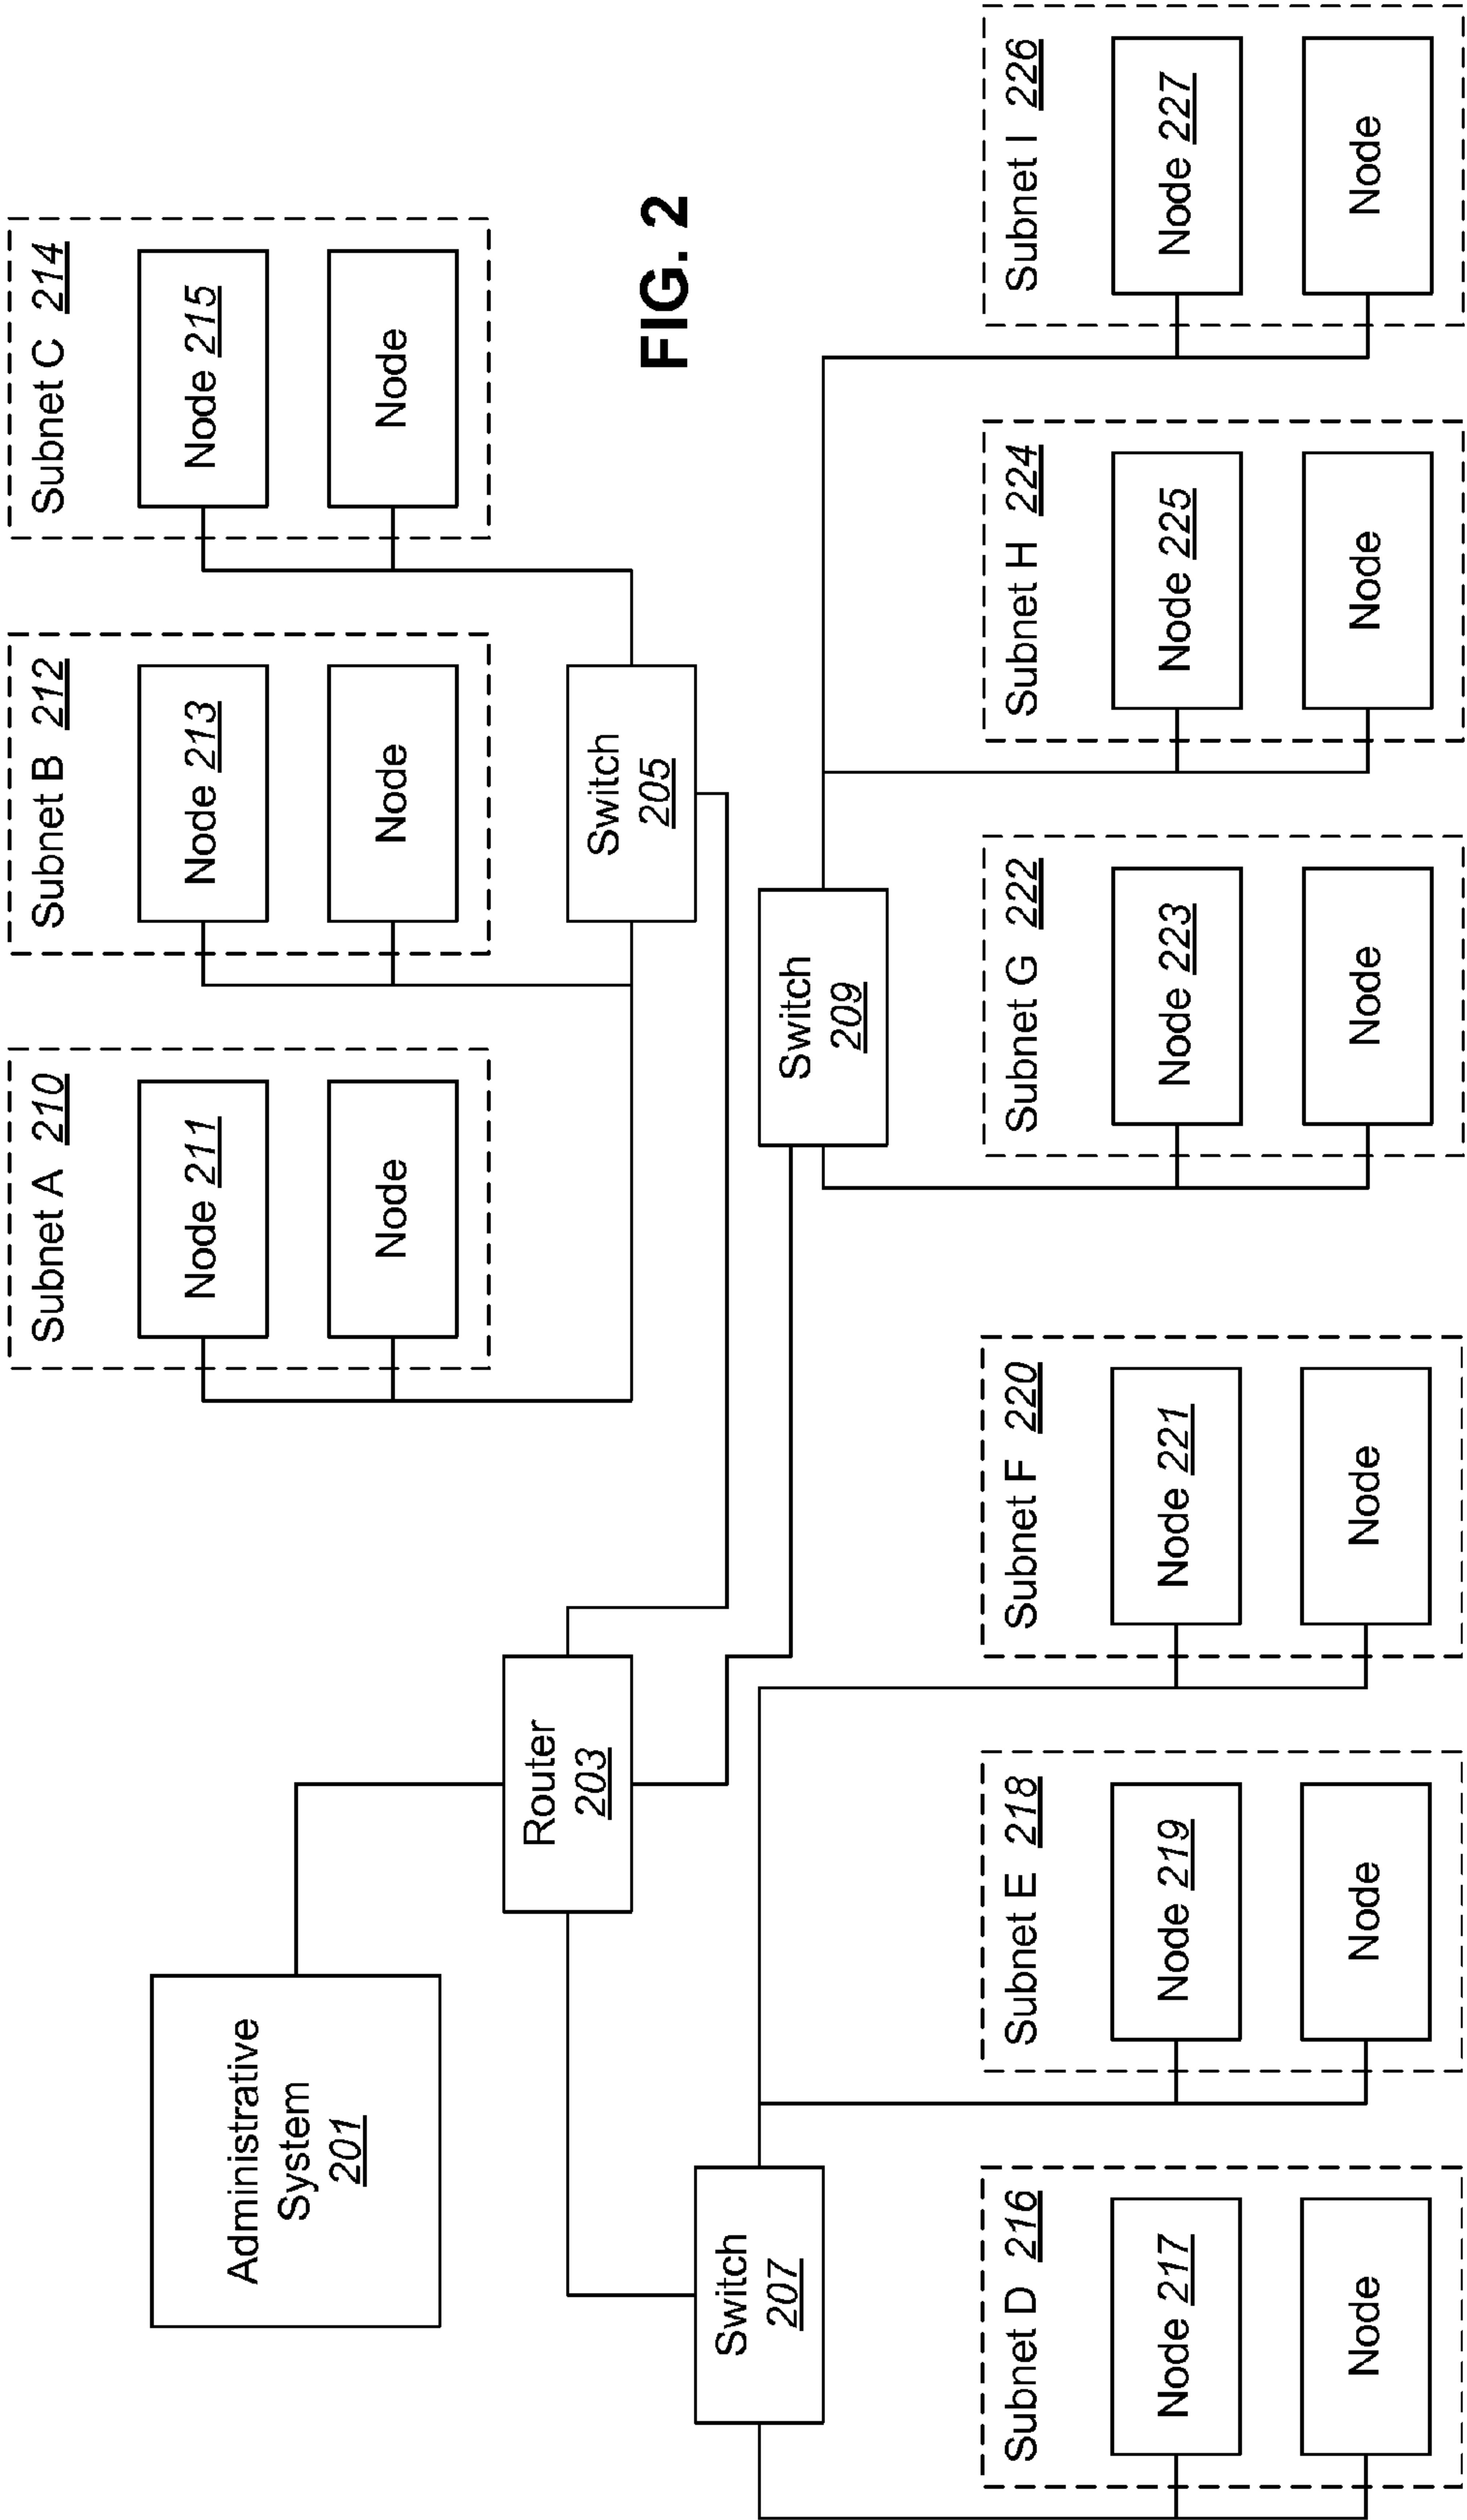 Subnet A 210
Node 211
Node
Subnet B 212
Node 213
Node
Subnet C 214
Node 215
Node
Administrative
System
201
Router
203
Switch
205
FIG. 2
Switch
207
Switch
209
Subnet D 216
Node 217
Node
Subnet E 218
Node 219
Node
Subnet F 220
Node 221
Node
Subnet G 222
Node 223
Node
Subnet H 224
Node 225
Node
Subnet I 226
Node 227
Node